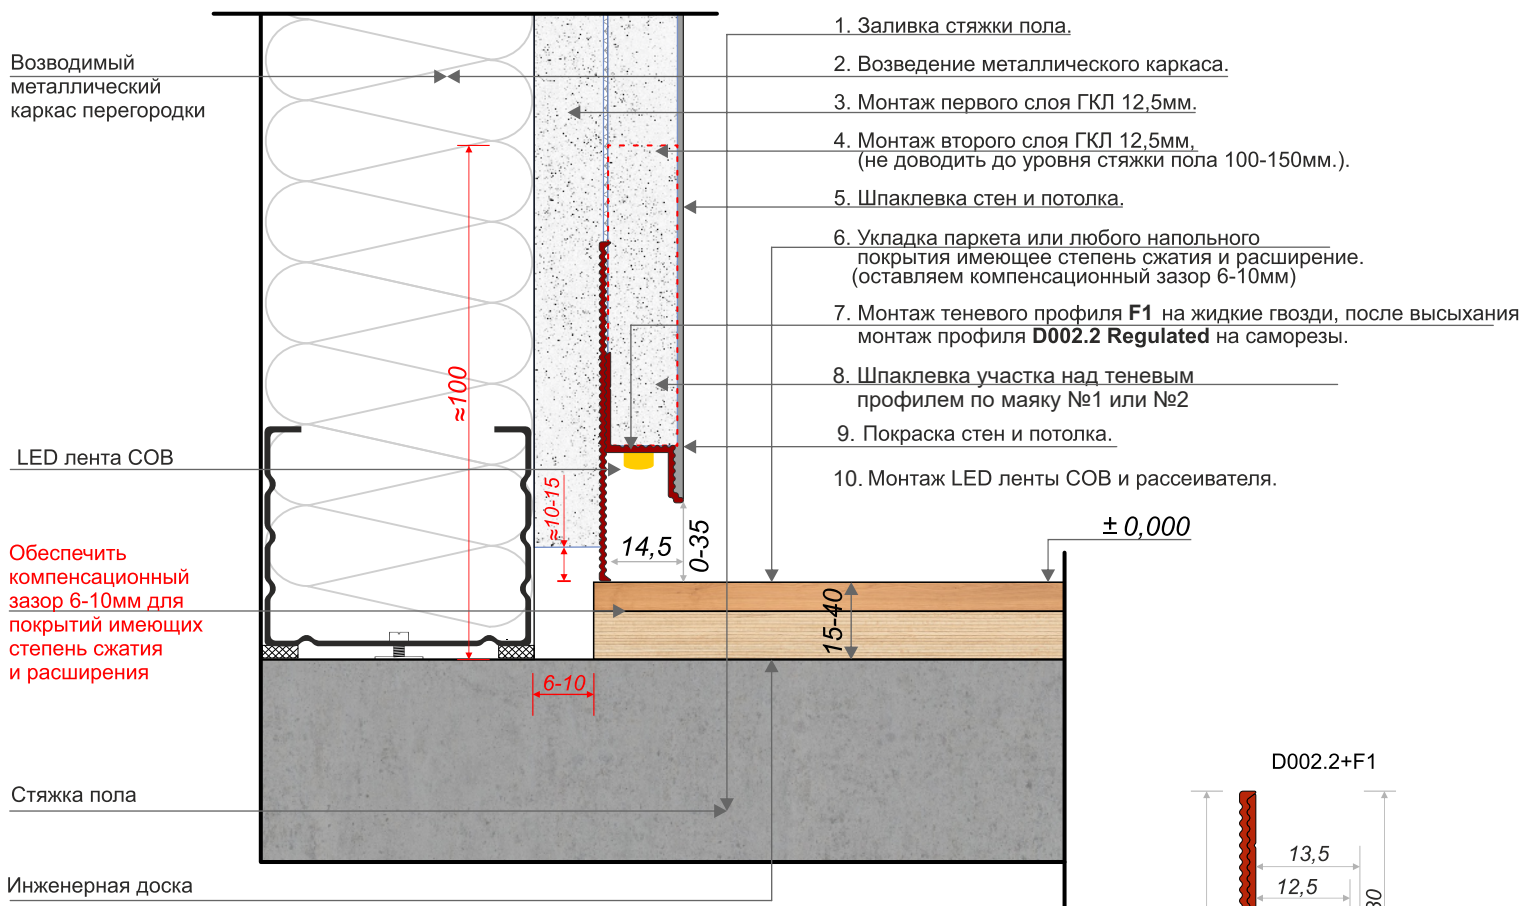 1. Заливка стяжки пола.
2. Возведение металлического каркаса.
3. Монтаж первого слоя ГКЛ 12,5мм.
4. Монтаж второго слоя ГКЛ 12,5мм,
(не доводить до уровня стяжки пола 100-150мм.).
5. Шпаклевка стен и потолка.
6. Укладка паркета или любого напольного
покрытия имеющее степень сжатия и расширение.
(оставляем компенсационный зазор 6-10мм)
7. Монтаж теневого профиля F1 на жидкие гвозди, после высыхания
монтаж профиля D002.2 Regulated на саморезы.
8. Шпаклевка участка над теневым
профилем по маяку №1 или №2
9. Покраска стен и потолка.
10. Монтаж LED ленты COB и рассеивателя.
Возводимый
металлический
каркас перегородки
LED лента COB
Обеспечить
компенсационный
зазор 6-10мм для
покрытий имеющих
степень сжатия
и расширения
Стяжка пола
Инженерная доска
≈100
≈10-15
14,5
0-35
± 0,000
15-40
6-10
D002.2+F1
13,5
12,5